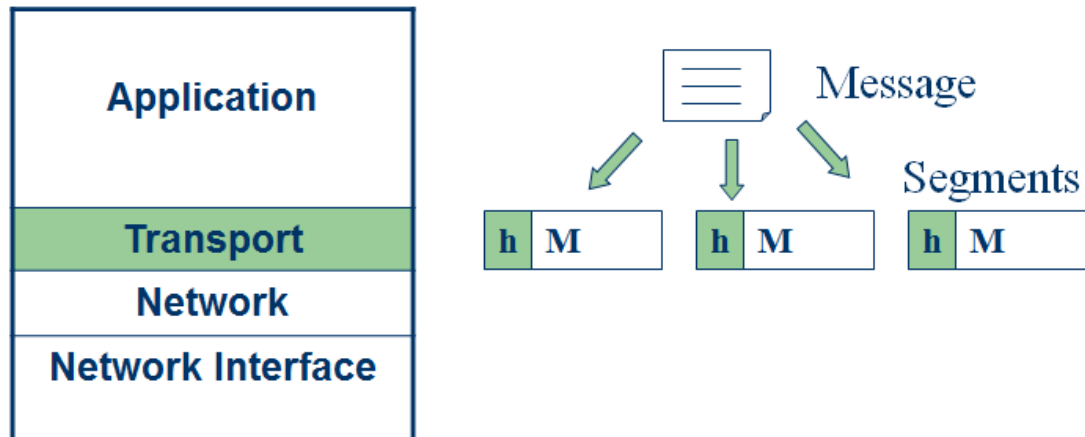 Application
Transport
Network
Network Interface
Message
Segments
h M
h M
h M